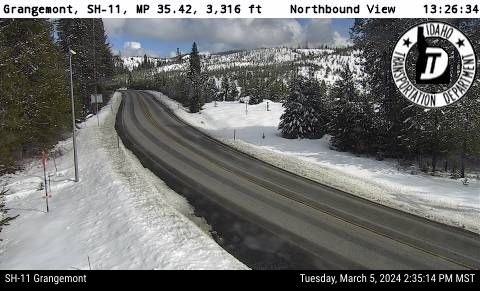 Grangemont, SH-11, MP 35.42, 3,316 ft Northbound View 13:26:34
IDAHO
TRANSPORTATION DEPARTMENT
SH-11 Grangemont Tuesday, March 5, 2024 2:35:14 PM MST